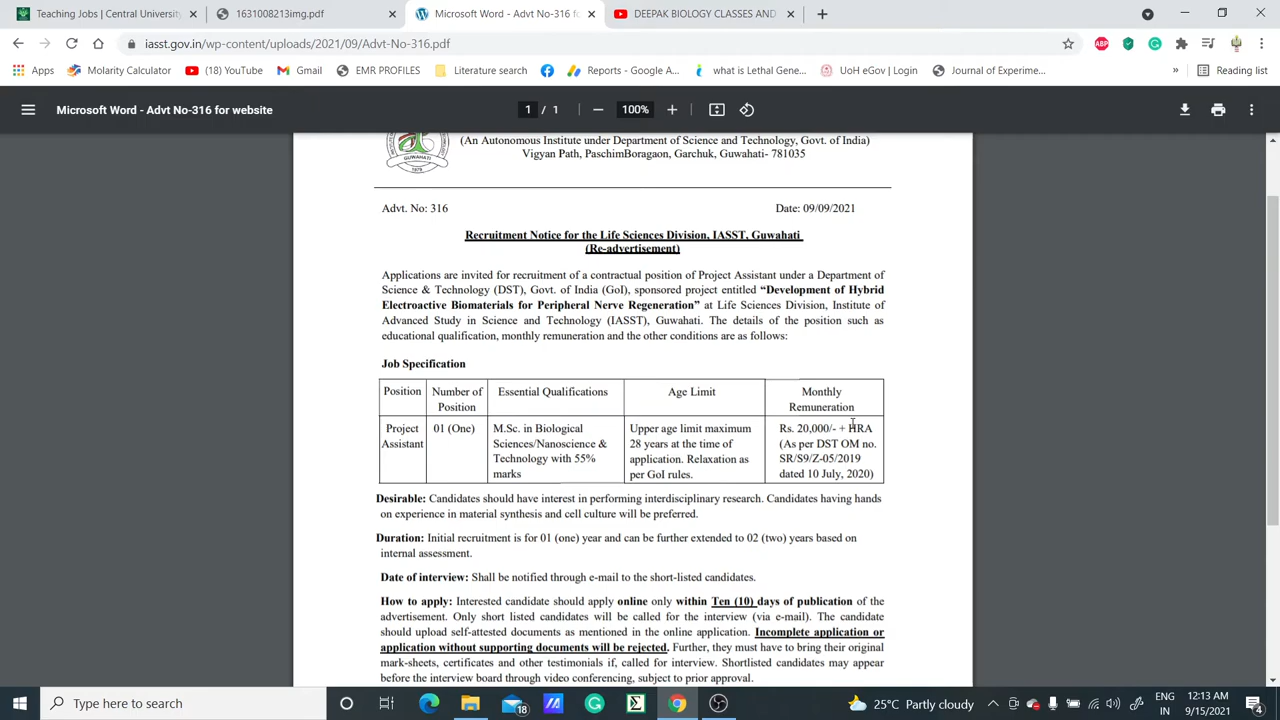 Teaching Jobs | Central University
1631008213img.pdf
Microsoft Word - Advt No-316 fo
DEEPAK BIOLOGY CLASSES AND
iasst.gov.in/wp-content/uploads/2021/09/Advt-No-316.pdf
ABP
Apps
Molarity Calculator
(18) YouTube
Gmail
EMR PROFILES
Literature search
Reports - Google A...
what is Lethal Gene...
UoH eGov | Login
Journal of Experime...
Reading list
Microsoft Word - Advt No-316 for website
1 / 1
100%
GUWAHATI
1979
(An Autonomous Institute under Department of Science and Technology, Govt. of India)
Vigyan Path, PaschimBoragaon, Garchuk, Guwahati- 781035
Advt. No: 316
Date: 09/09/2021
Recruitment Notice for the Life Sciences Division, IASST, Guwahati
(Re-advertisement)
Applications are invited for recruitment of a contractual position of Project Assistant under a Department of
Science & Technology (DST), Govt. of India (GoI), sponsored project entitled “Development of Hybrid
Electroactive Biomaterials for Peripheral Nerve Regeneration” at Life Sciences Division, Institute of
Advanced Study in Science and Technology (IASST), Guwahati. The details of the position such as
educational qualification, monthly remuneration and the other conditions are as follows:
Job Specification
Position
Number of
Position
Essential Qualifications
Age Limit
Monthly
Remuneration
Project
Assistant
01 (One)
M.Sc. in Biological
Sciences/Nanoscience &
Technology with 55%
marks
Upper age limit maximum
28 years at the time of
application. Relaxation as
per GoI rules.
Rs. 20,000/- + HRA
(As per DST OM no.
SR/S9/Z-05/2019
dated 10 July, 2020)
Desirable: Candidates should have interest in performing interdisciplinary research. Candidates having hands
on experience in material synthesis and cell culture will be preferred.
Duration: Initial recruitment is for 01 (one) year and can be further extended to 02 (two) years based on
internal assessment.
Date of interview: Shall be notified through e-mail to the short-listed candidates.
How to apply: Interested candidate should apply online only within Ten (10) days of publication of the
advertisement. Only short listed candidates will be called for the interview (via e-mail). The candidate
should upload self-attested documents as mentioned in the online application. Incomplete application or
application without supporting documents will be rejected. Further, they must have to bring their original
mark-sheets, certificates and other testimonials if, called for interview. Shortlisted candidates may appear
before the interview board through video conferencing, subject to prior approval.
Type here to search
18
25°C Partly cloudy
ENG
IN
12:13 AM
9/15/2021
4